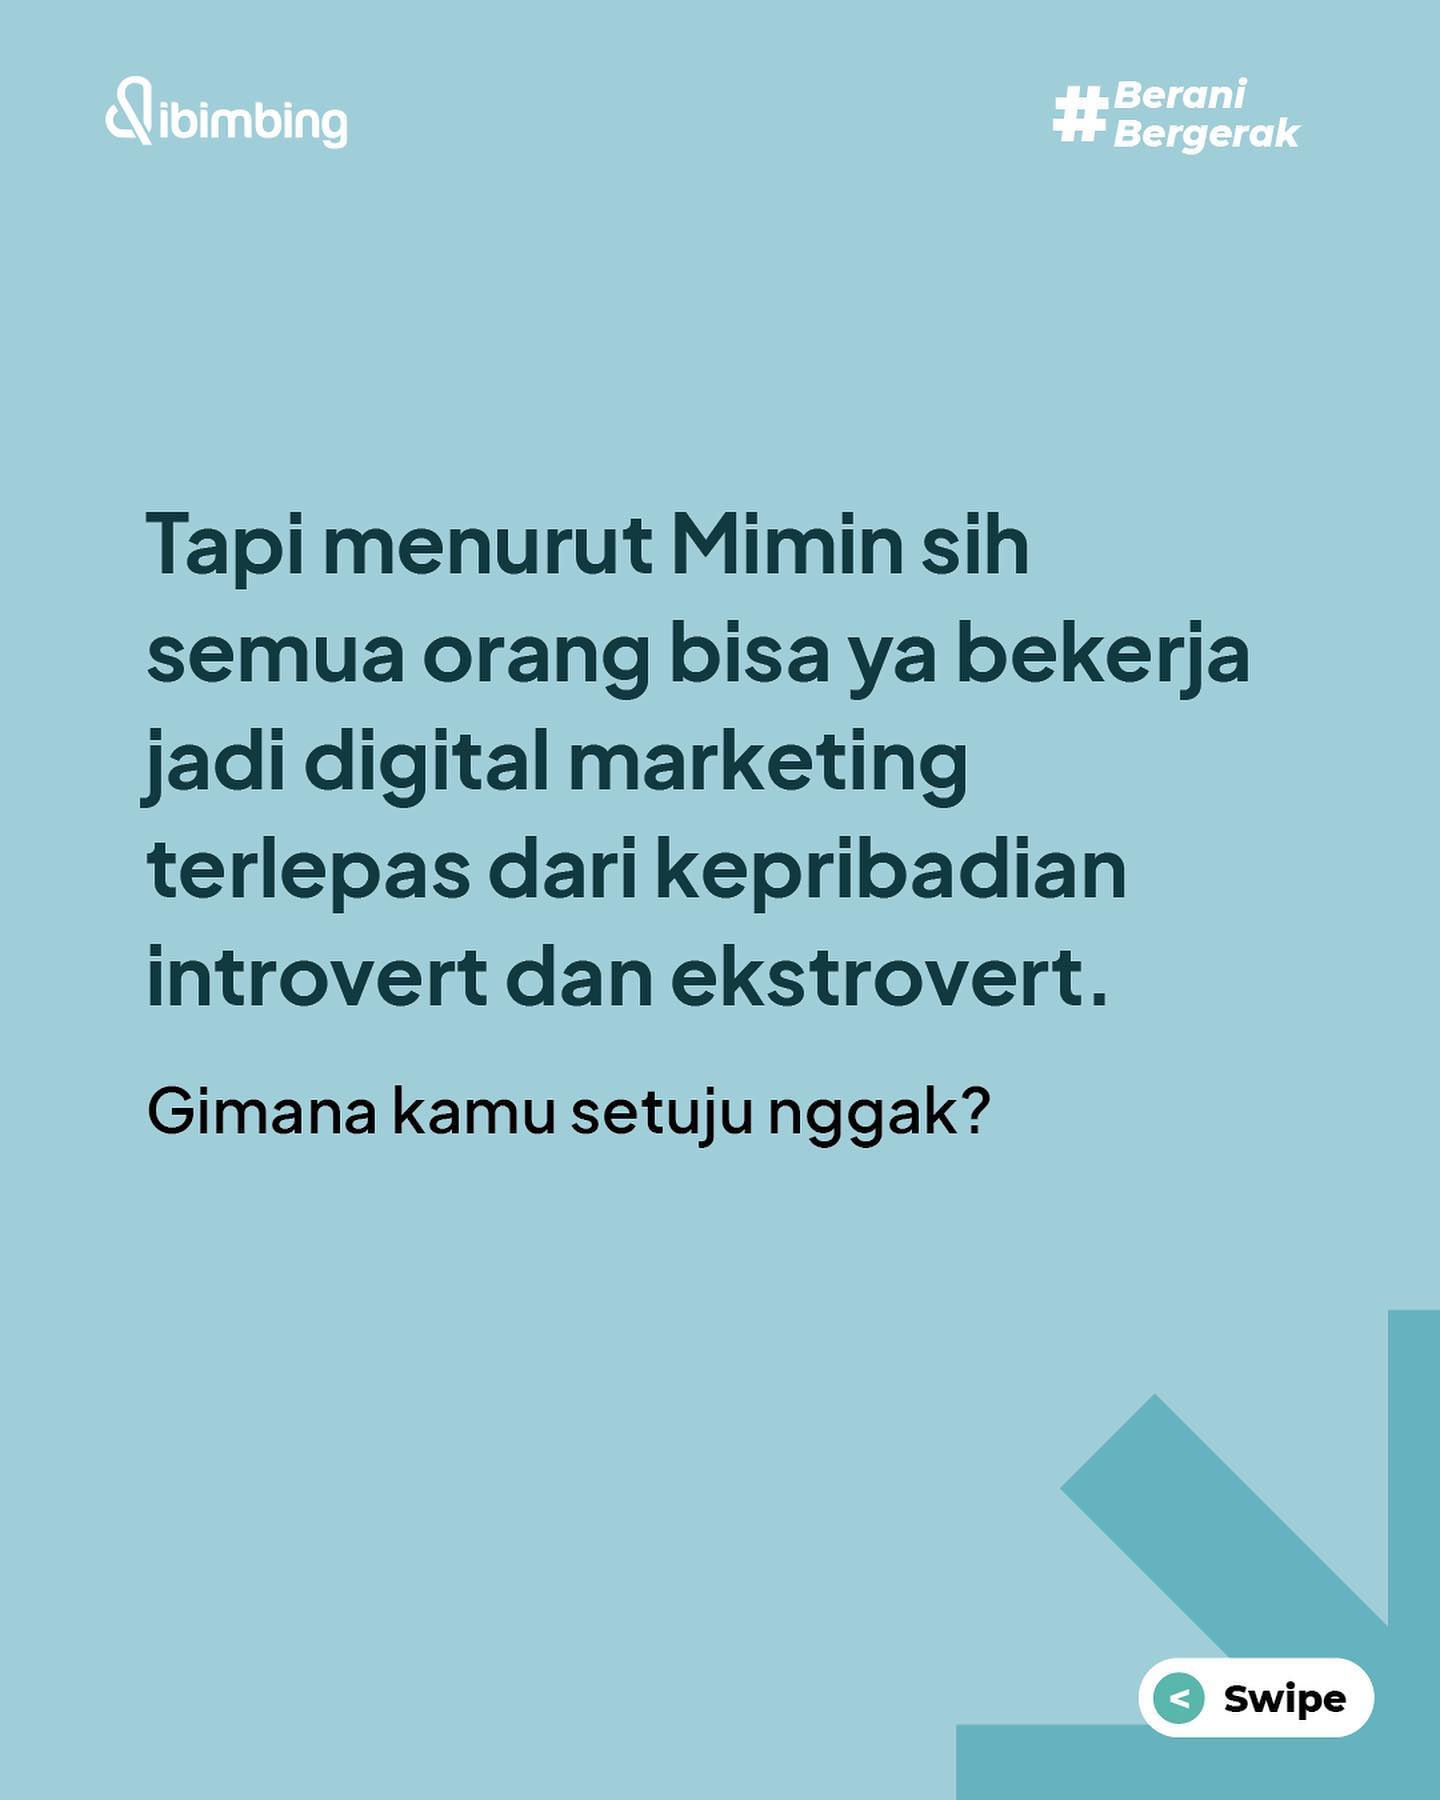 dibimbing
#Berani
Bergerak
Tapi menurut Mimin sih
semua orang bisa ya bekerja
jadi digital marketing
terlepas dari kepribadian
introvert dan ekstrovert.
Gimana kamu setuju nggak?
< Swipe